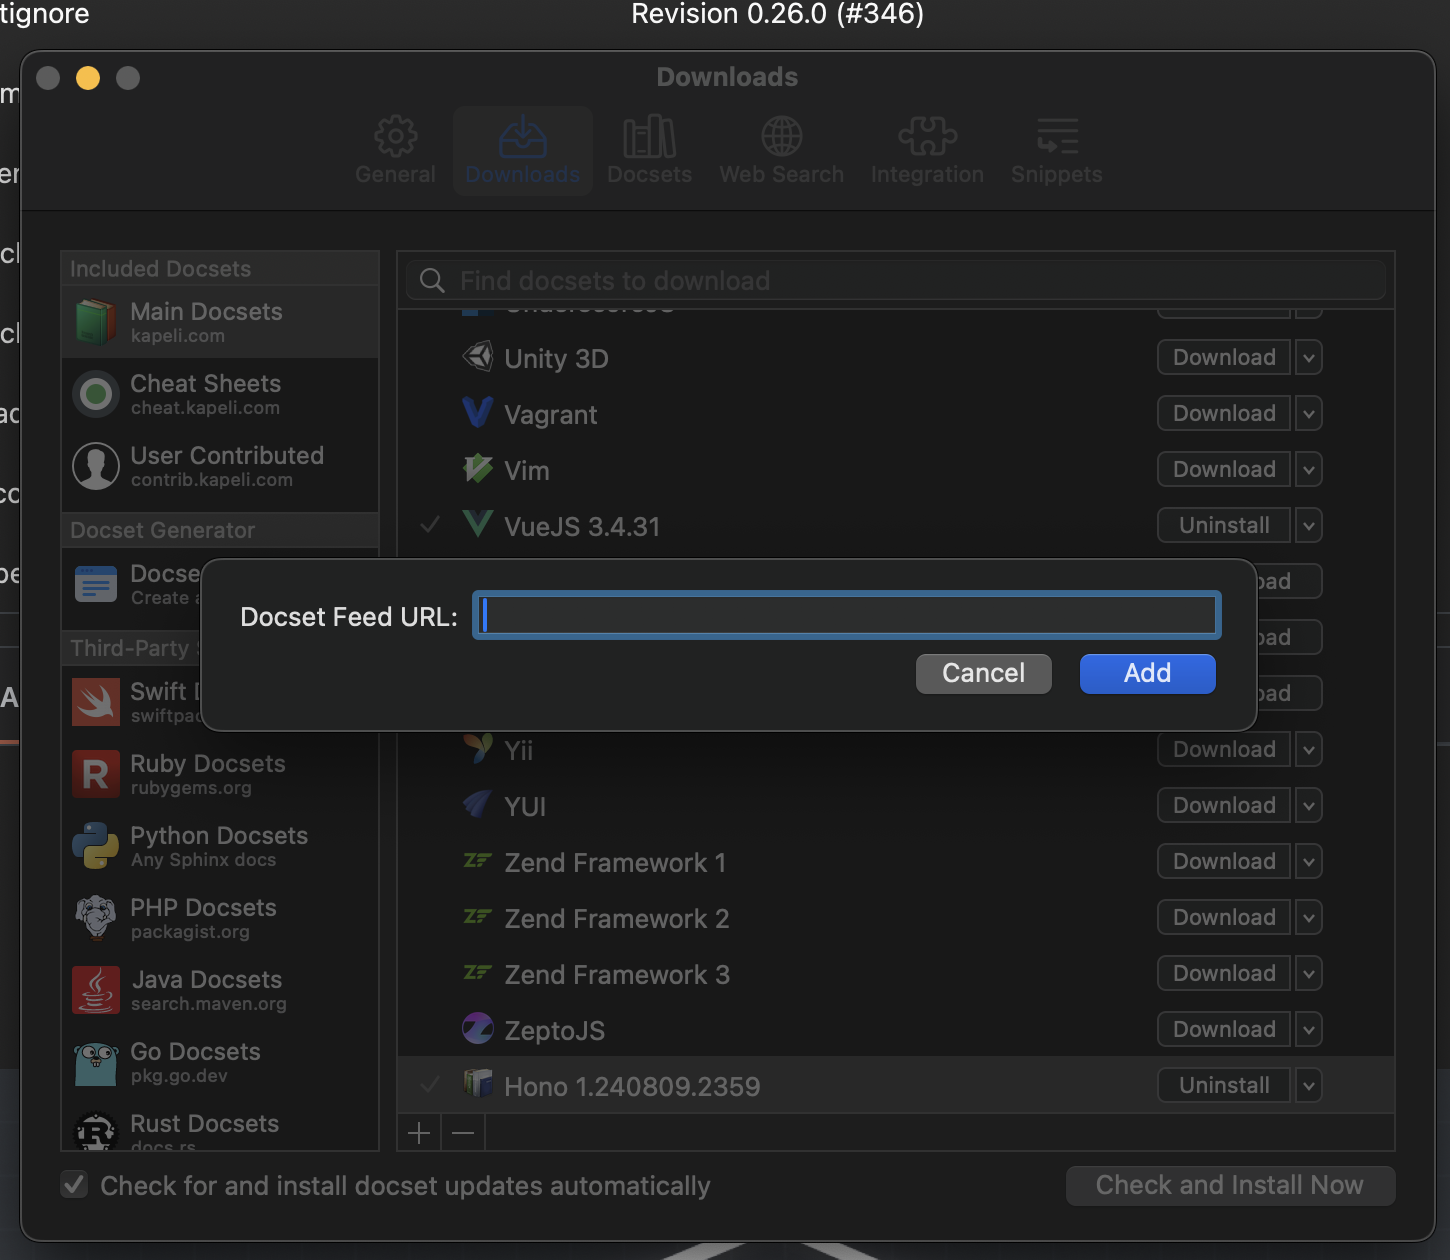 tignore
Revision 0.26.0 (#346)
Downloads
General
Downloads
Docsets
Web Search
Integration
Snippets
Included Docsets
Main Docsets
kapeli.com
Cheat Sheets
cheat.kapeli.com
User Contributed
contrib.kapeli.com
Docset Generator
Docse
Create a
Third-Party
Swift
swiftpac
Ruby Docsets
rubygems.org
Python Docsets
Any Sphinx docs
PHP Docsets
packagist.org
Java Docsets
search.maven.org
Go Docsets
pkg.go.dev
Rust Docsets
docs.rs
Find docsets to download
Unity 3D Download
Vagrant Download
Vim Download
VueJS 3.4.31 Uninstall
oad
oad
oad
Docset Feed URL:
Cancel
Add
Yii Download
YUI Download
Zend Framework 1 Download
Zend Framework 2 Download
Zend Framework 3 Download
ZeptoJS Download
Hono 1.240809.2359 Uninstall
Check for and install docset updates automatically
Check and Install Now